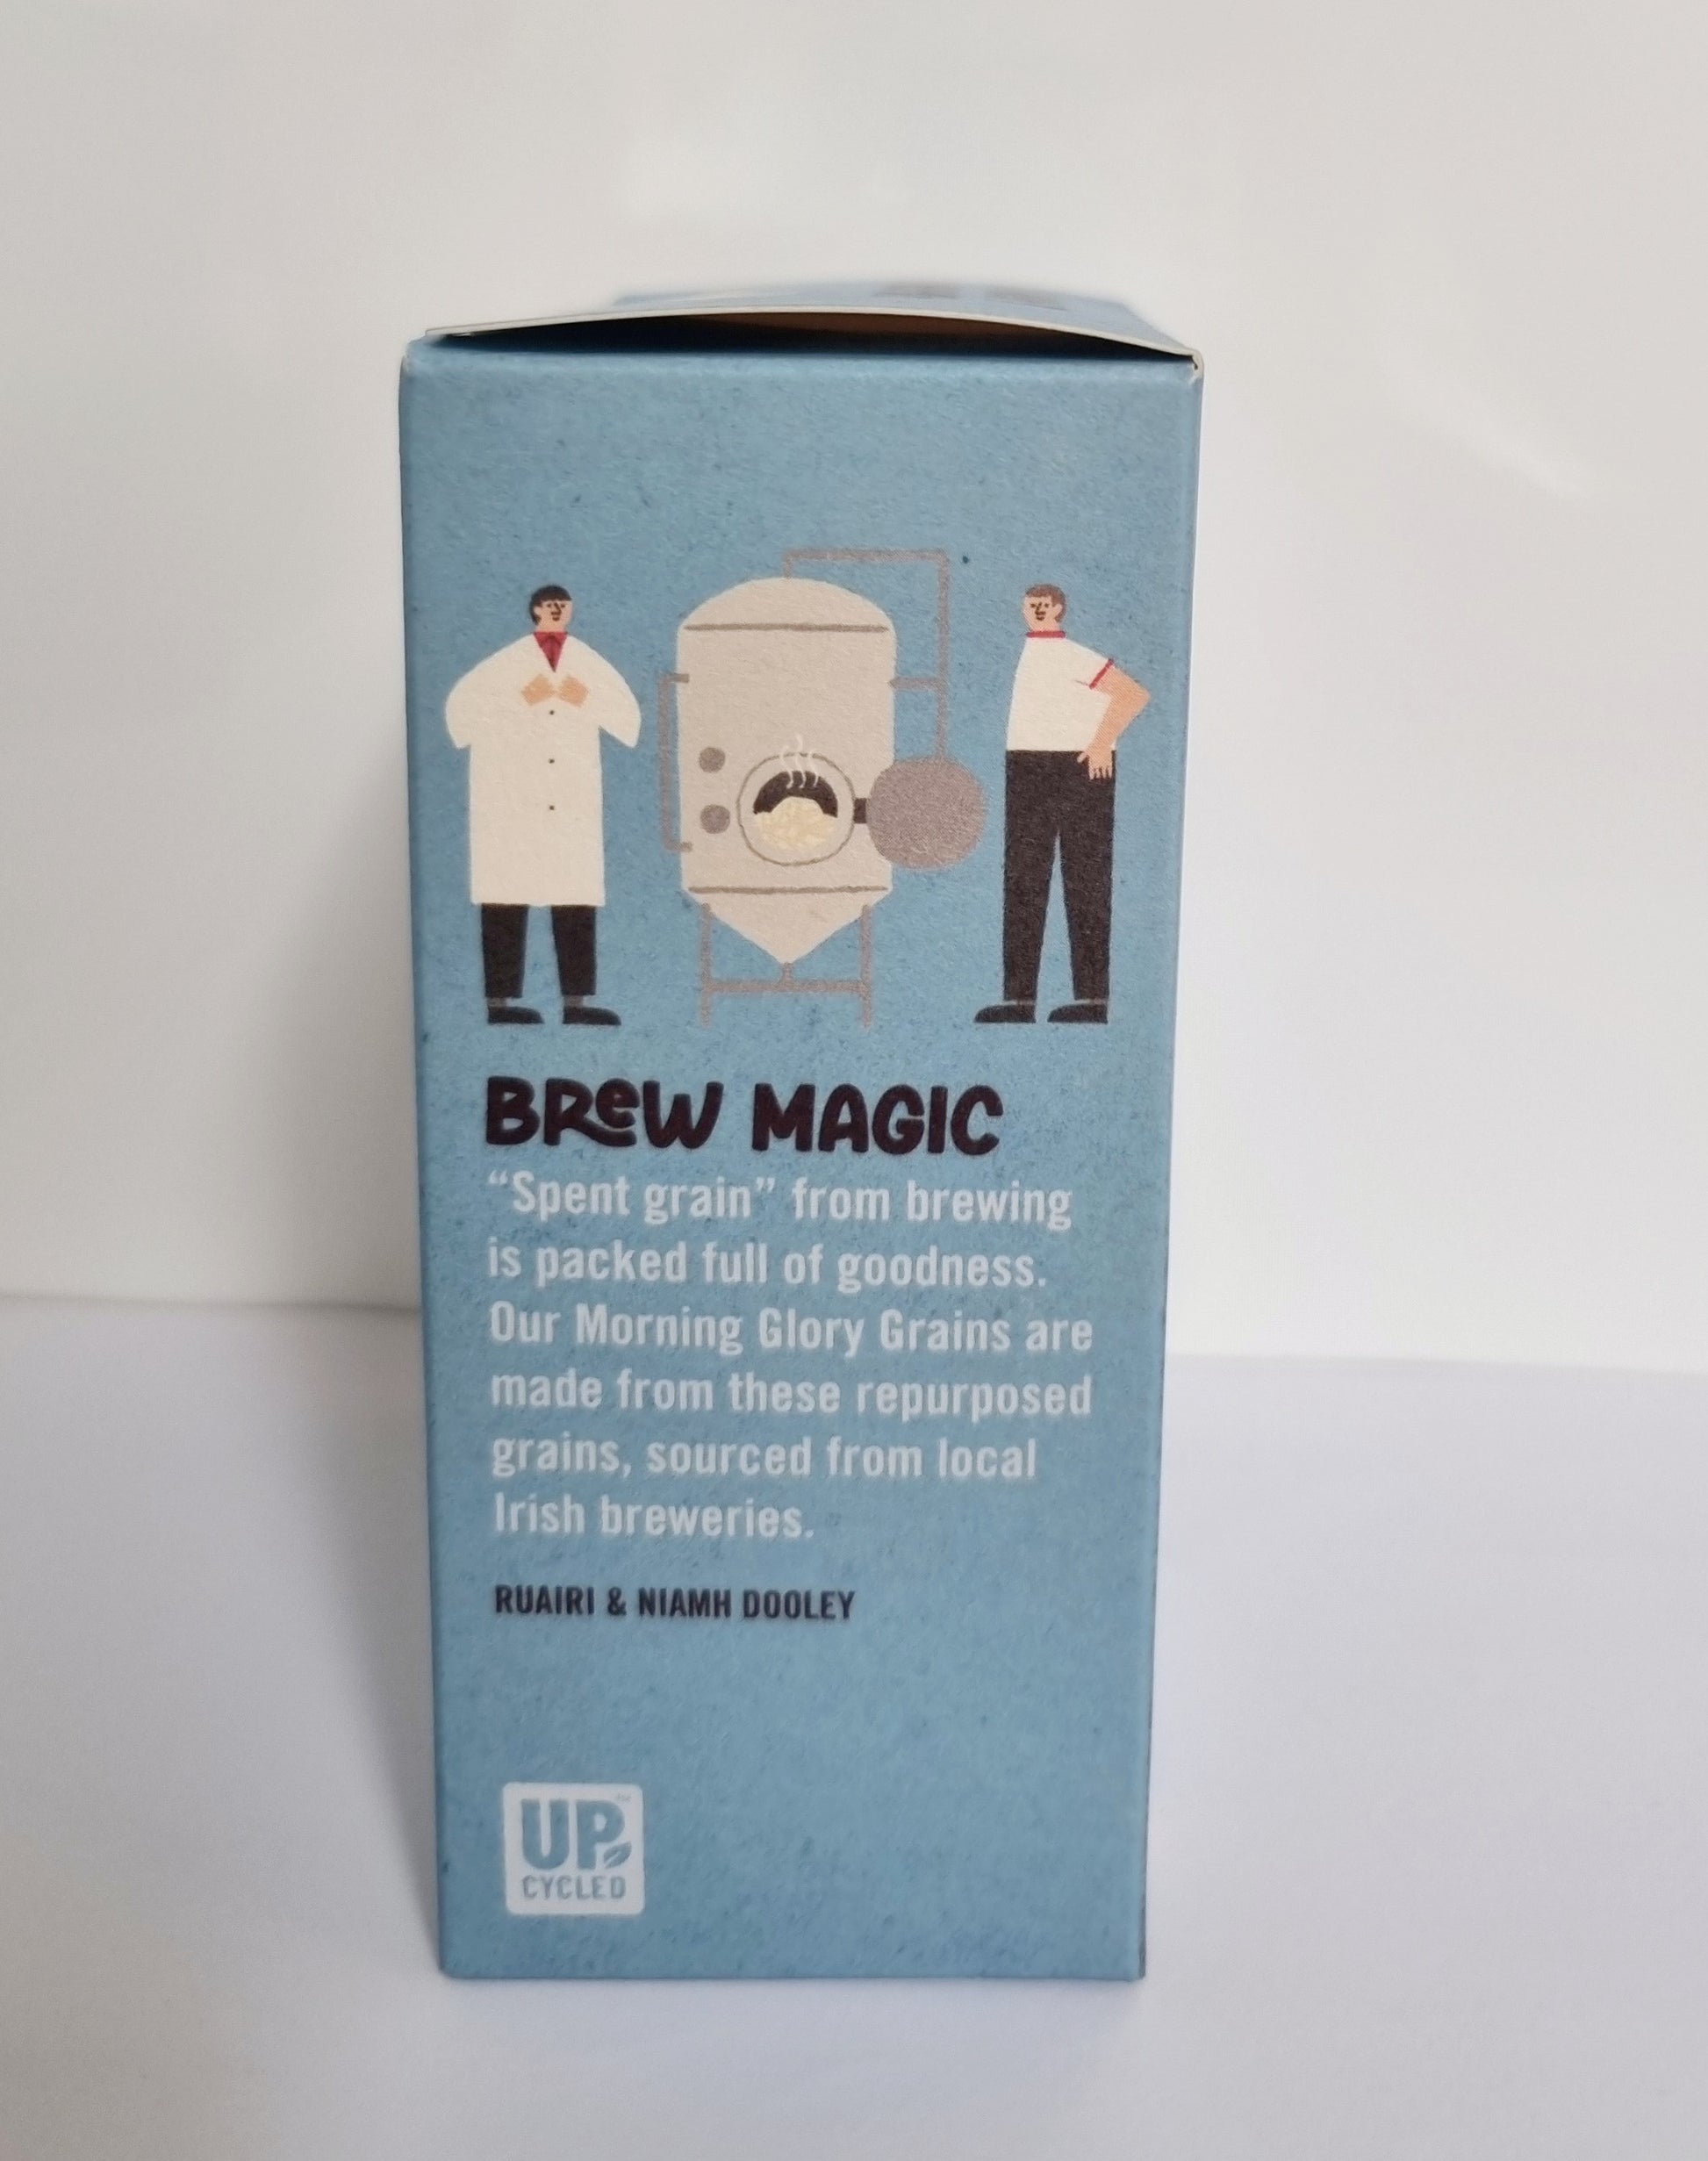 BREW MAGIC
“Spent grain” from brewing
is packed full of goodness.
Our Morning Glory Grains are
made from these repurposed
grains, sourced from local
Irish breweries.
RUAIRI & NIAMH DOOLEY
UP™
CYCLED